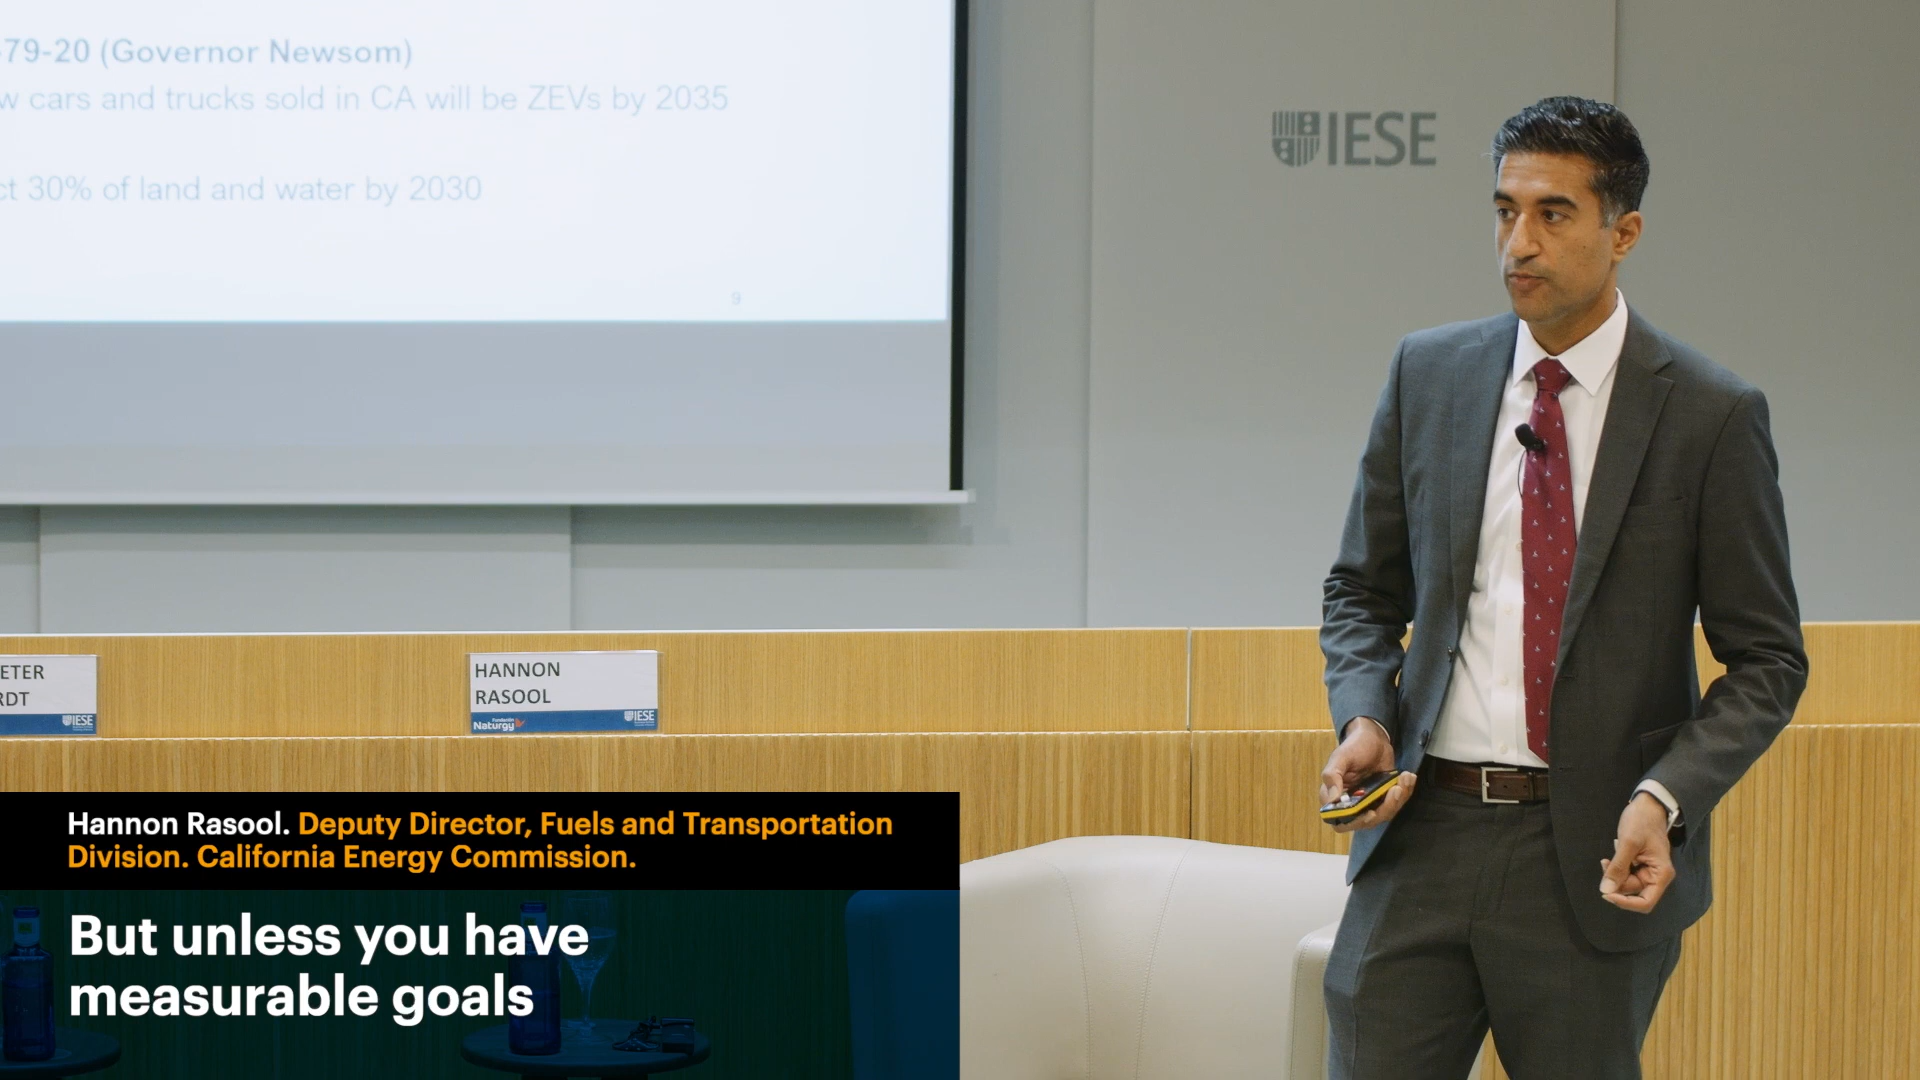 79-20 (Governor Newsom)
cars and trucks sold in CA will be ZEVs by 2035
30% of land and water by 2030
9
IESE
ETER
RDT
IESE
HANNON
RASOOL
Fundación
Naturgy
IESE
Hannon Rasool. Deputy Director, Fuels and Transportation
Division. California Energy Commission.
But unless you have
measurable goals